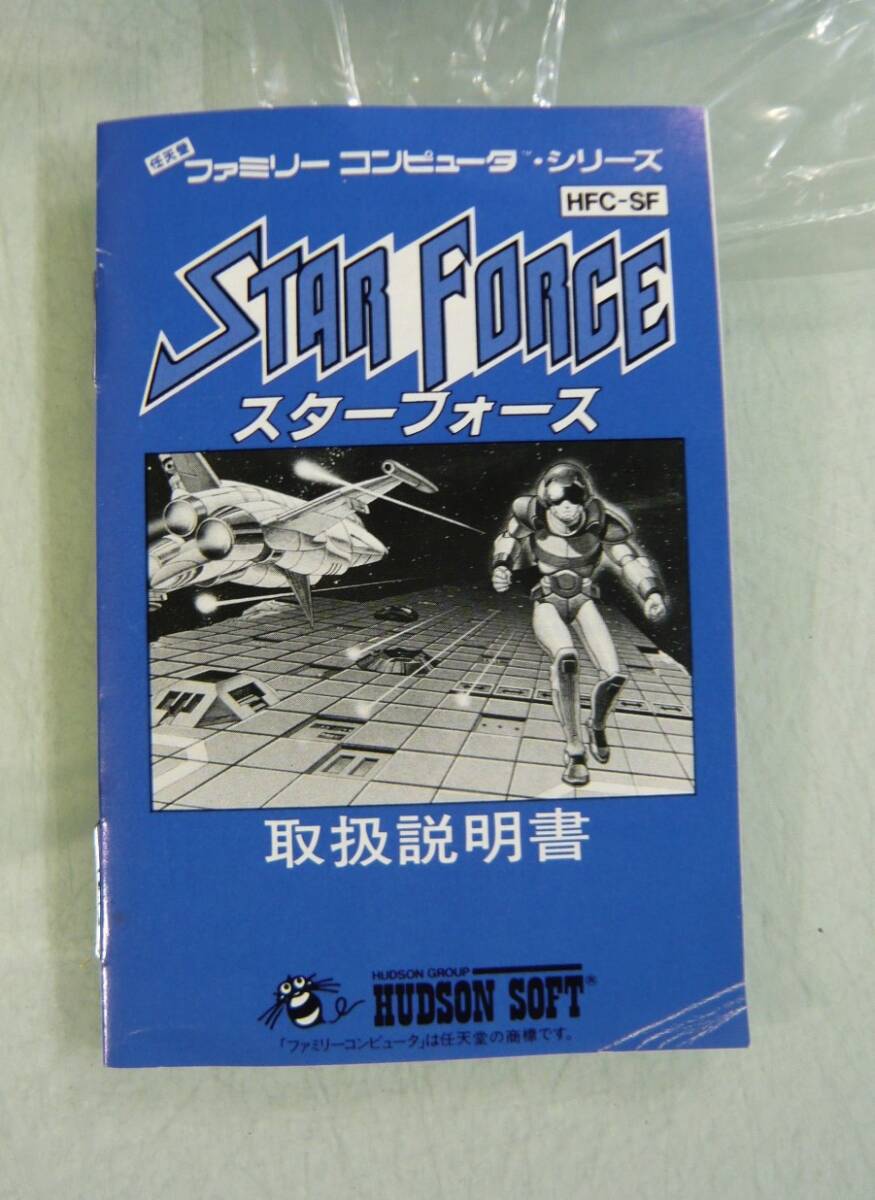 任天堂
ファミリー コンピュータ™・シリーズ
HFC-SF
STAR FORCE
スターフォース
取扱説明書
HUDSON GROUP
HUDSON SOFT®
「ファミリーコンピュータ」は任天堂の商標です。